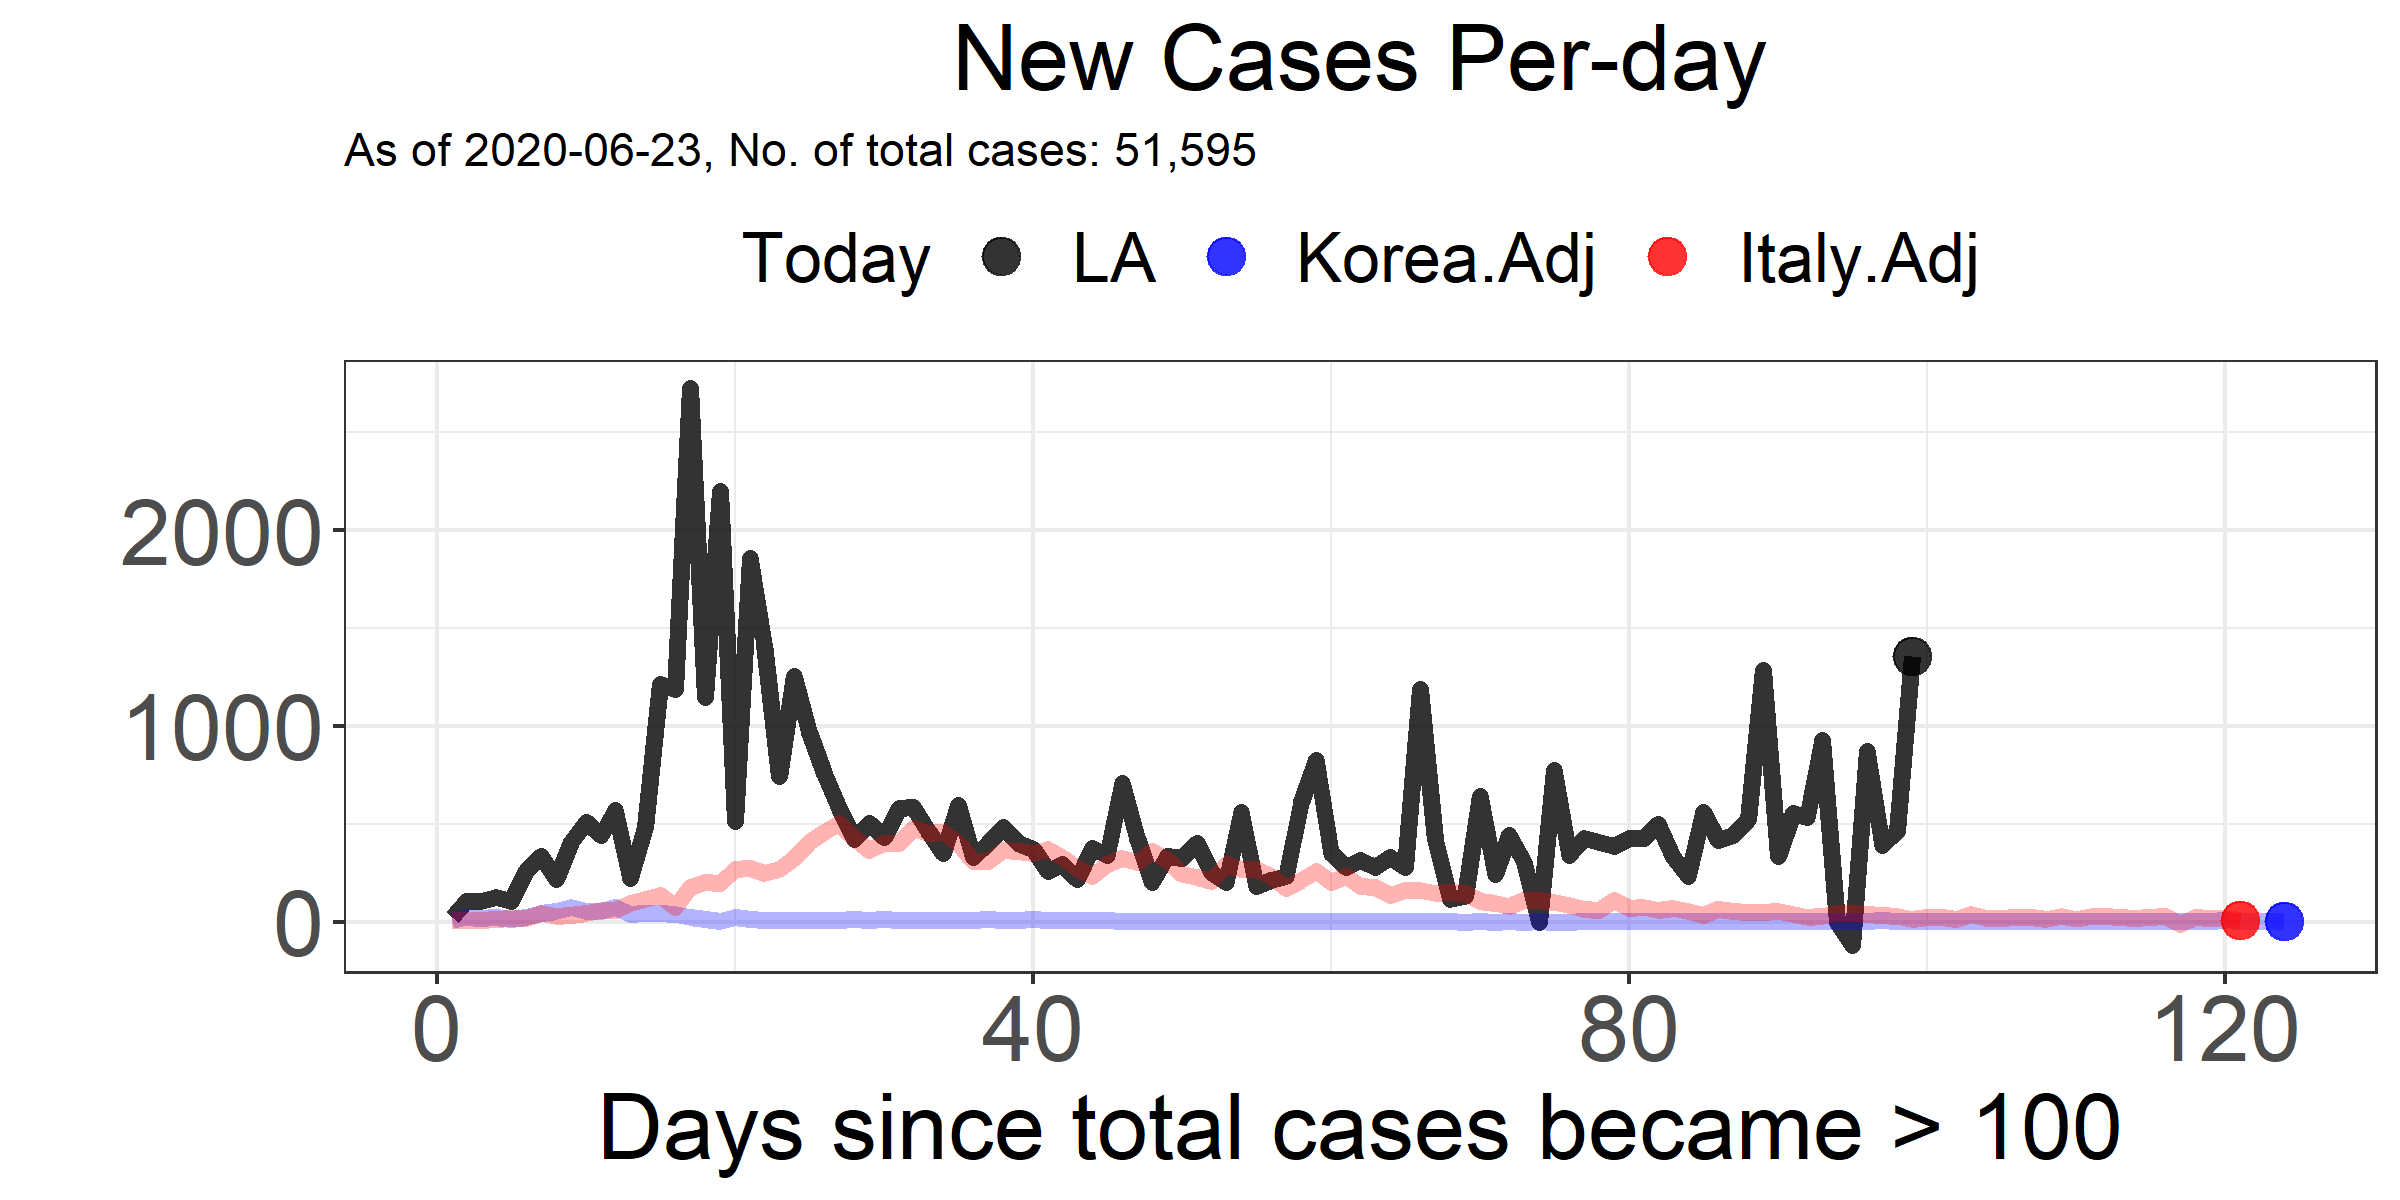 New Cases Per-day
As of 2020-06-23, No. of total cases: 51,595
Today LA Korea.Adj Italy.Adj
2000
1000
0
0 40 80 120
Days since total cases became > 100